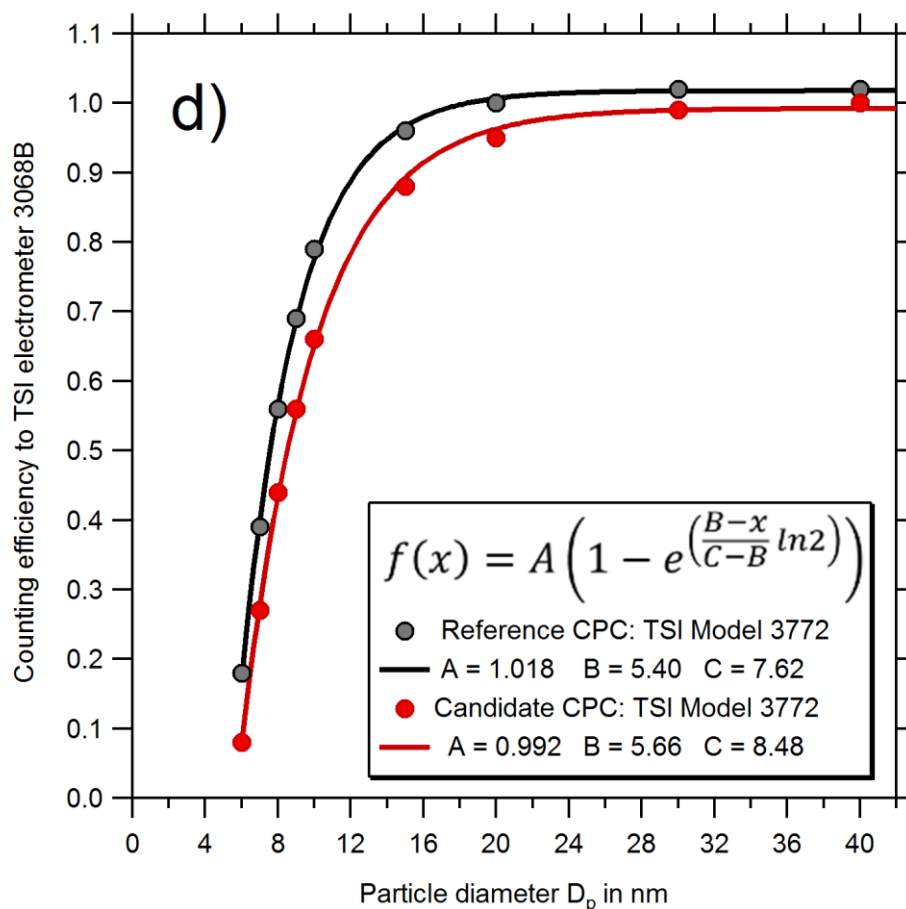 d)
Counting efficiency to TSI electrometer 3068B
1.1
1.0
0.9
0.8
0.7
0.6
0.5
0.4
0.3
0.2
0.1
0.0
f(x) = A(1 − e^((B−x)/(C−B) ln2))
Reference CPC: TSI Model 3772
A = 1.018 B = 5.40 C = 7.62
Candidate CPC: TSI Model 3772
A = 0.992 B = 5.66 C = 8.48
0 4 8 12 16 20 24 28 32 36 40
Particle diameter Dₚ in nm